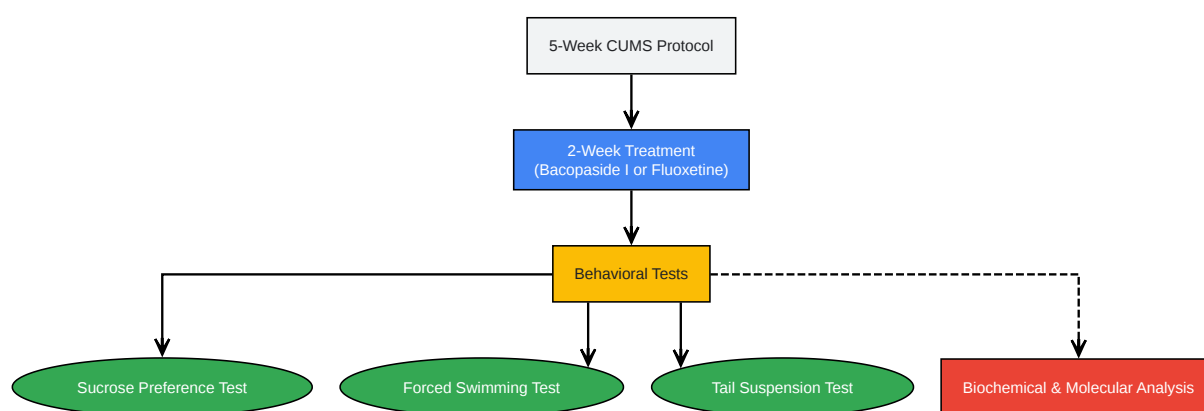 5-Week CUMS Protocol
2-Week Treatment
(Bacopaside I or Fluoxetine)
Behavioral Tests
Sucrose Preference Test
Forced Swimming Test
Tail Suspension Test
Biochemical & Molecular Analysis